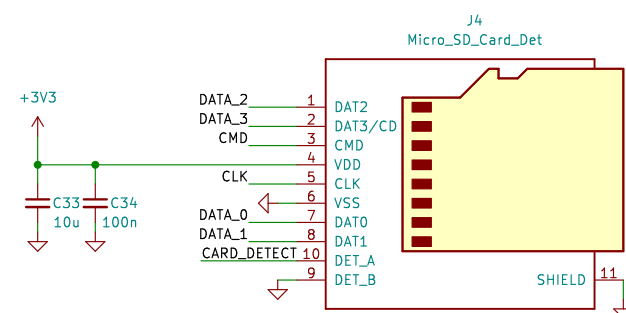 J4
Micro_SD_Card_Det
+3V3
DATA_2 1 DAT2
DATA_3 2 DAT3/CD
CMD 3 CMD
4 VDD
CLK 5 CLK
C33 C34 6 VSS
10u 100n DATA_0 7 DAT0
DATA_1 8 DAT1
CARD_DETECT 10 DET_A
9 DET_B SHIELD 11